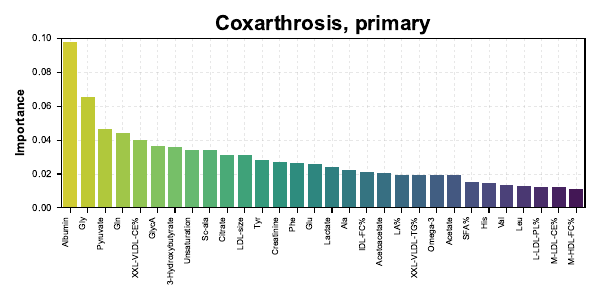 Coxarthrosis, primary
Importance
0.10
0.08
0.06
0.04
0.02
0.00
Albumin
Gly
Pyruvate
Gln
XXL-VLDL-CE%
GlycA
3-Hydroxybutyrate
Unsaturation
Sc-ala
Citrate
LDL-size
Tyr
Creatinine
Phe
Glu
Lactate
Ala
IDL-FC%
Acetoacetate
LA%
XXL-VLDL-TG%
Omega-3
Acetate
SFA%
His
Val
Leu
L-LDL-PL%
M-LDL-CE%
M-HDL-FC%